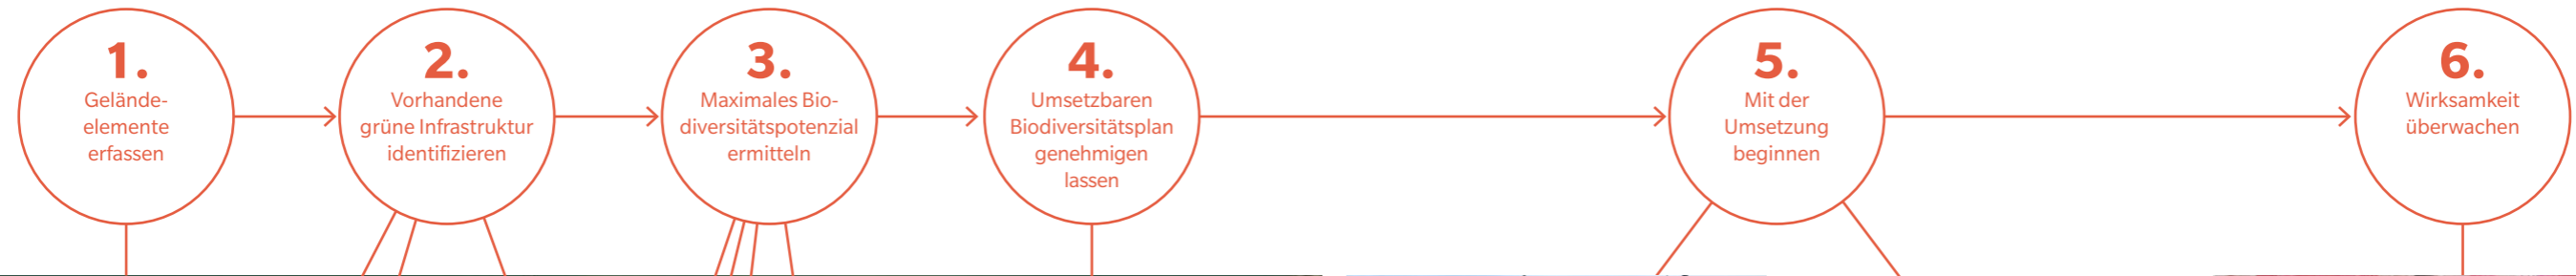 1.
Gelände-
elemente
erfassen
2.
Vorhandene
grüne Infrastruktur
identifizieren
3.
Maximales Bio-
diversitätspotenzial
ermitteln
4.
Umsetzbaren
Biodiversitätsplan
genehmigen
lassen
5.
Mit der
Umsetzung
beginnen
6.
Wirksamkeit
überwachen